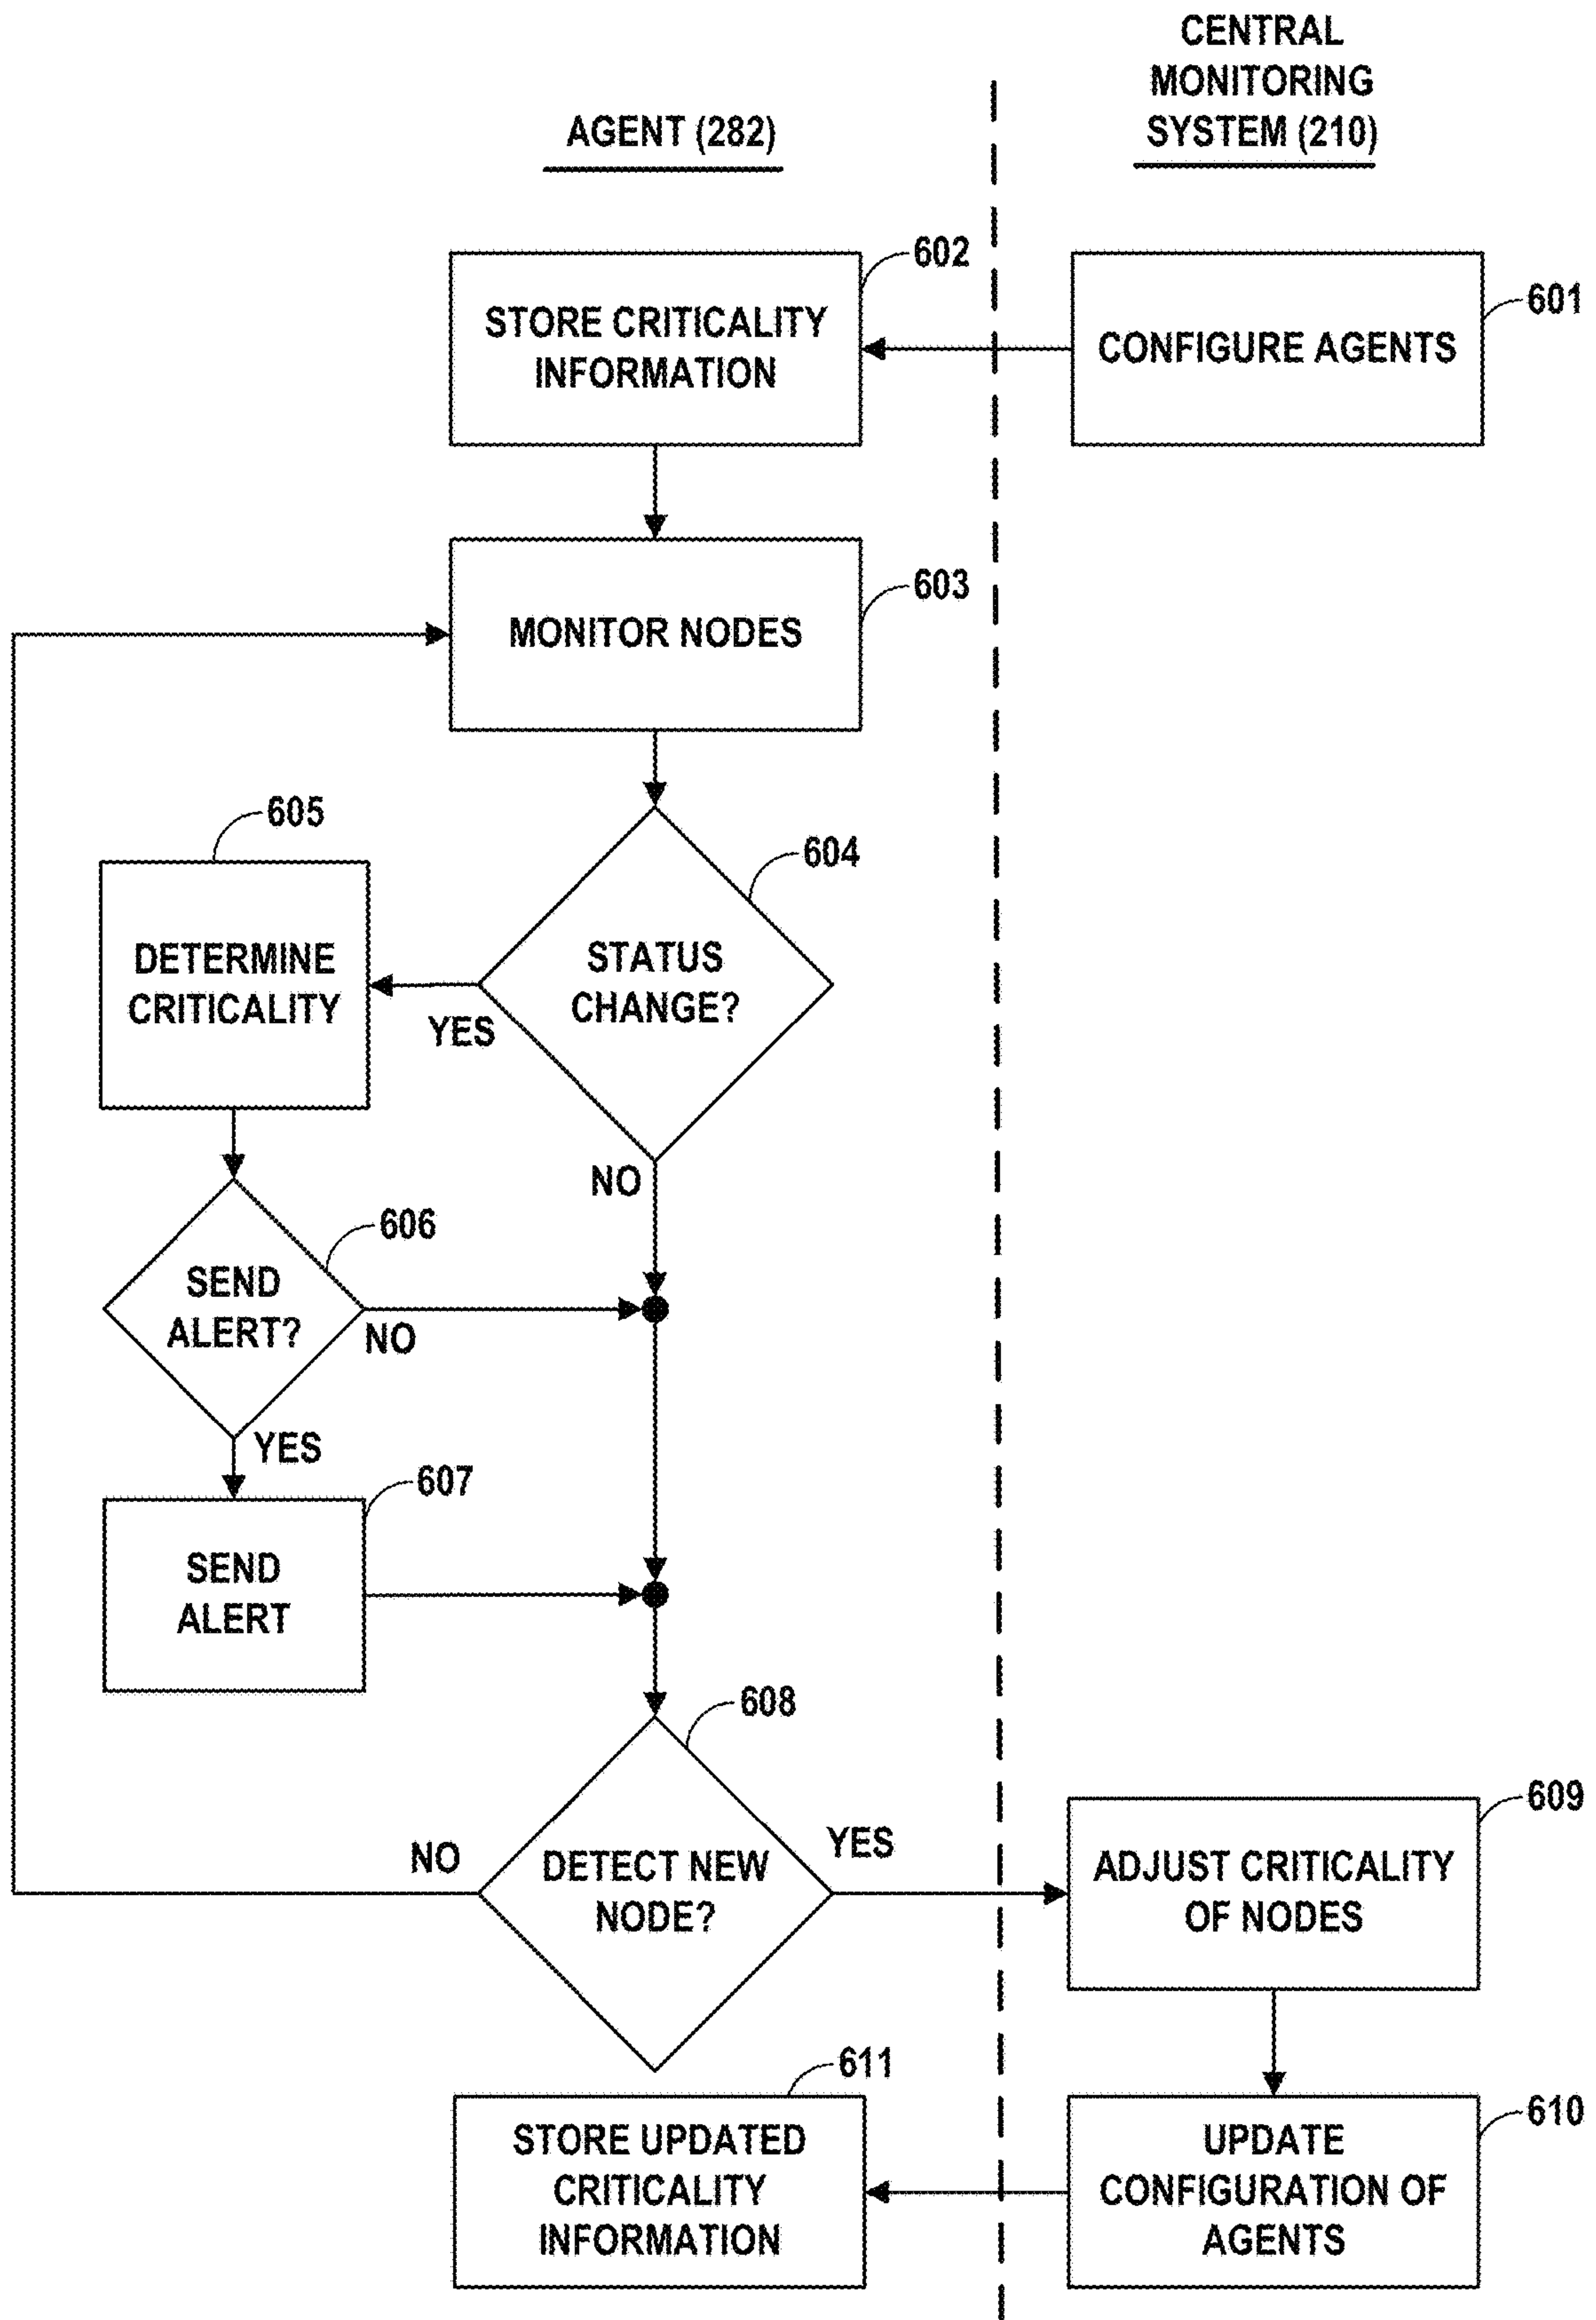 CENTRAL
MONITORING
SYSTEM (210)
AGENT (282)
602
STORE CRITICALITY
INFORMATION
601
CONFIGURE AGENTS
603
MONITOR NODES
605
DETERMINE
CRITICALITY
604
STATUS
CHANGE?
YES
NO
606
SEND
ALERT?
NO
YES
607
SEND
ALERT
608
DETECT NEW
NODE?
NO
YES
609
ADJUST CRITICALITY
OF NODES
611
STORE UPDATED
CRITICALITY
INFORMATION
610
UPDATE
CONFIGURATION OF
AGENTS